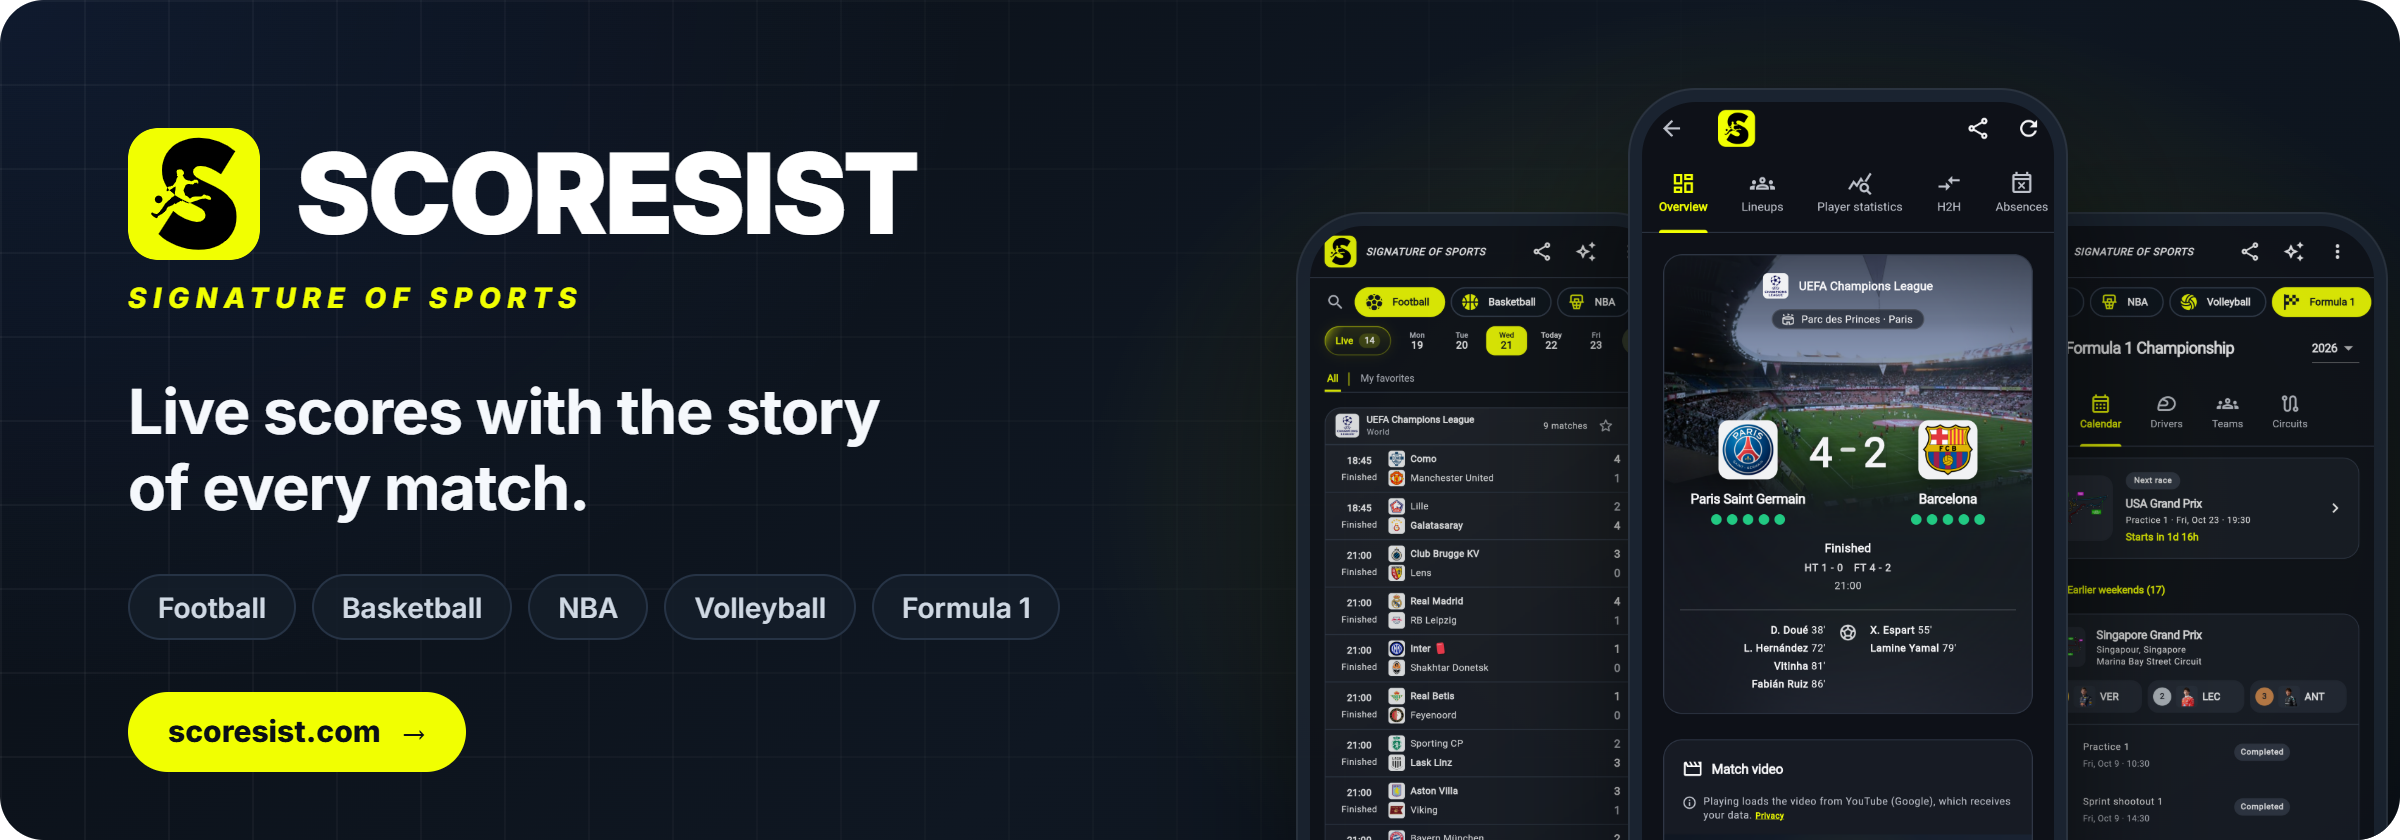 SCORESIST
SIGNATURE OF SPORTS
Live scores with the story
of every match.
Football
Basketball
NBA
Volleyball
Formula 1
scoresist.com →
SIGNATURE OF SPORTS
Football
Basketball
NBA
Live 14
Mon 19
Tue 20
Wed 21
Today 22
Fri 23
All
My favorites
UEFA Champions League
World
9 matches
18:45 Como 4
Finished Manchester United 1
18:45 Lille 2
Finished Galatasaray 4
21:00 Club Brugge KV 3
Finished Lens 0
21:00 Real Madrid 4
Finished RB Leipzig 1
21:00 Inter 1
Finished Shakhtar Donetsk 0
21:00 Real Betis 1
Finished Feyenoord 0
21:00 Sporting CP 2
Finished Lask Linz 3
21:00 Aston Villa 3
Finished Viking 1
21:00 Bayern München 2
Overview
Lineups
Player statistics
H2H
Absences
UEFA Champions League
Parc des Princes · Paris
4 - 2
Paris Saint Germain
Barcelona
Finished
HT 1 - 0 FT 4 - 2
21:00
D. Doué 38' X. Espart 55'
L. Hernández 72' Lamine Yamal 79'
Vitinha 81'
Fabián Ruiz 86'
Match video
Playing loads the video from YouTube (Google), which receives
your data. Privacy
SIGNATURE OF SPORTS
NBA
Volleyball
Formula 1
Formula 1 Championship
2026
Calendar
Drivers
Teams
Circuits
Next race
USA Grand Prix
Practice 1 · Fri, Oct 23 · 19:30
Starts in 1d 16h
Earlier weekends (17)
Singapore Grand Prix
Singapour, Singapore
Marina Bay Street Circuit
VER
2 LEC
3 ANT
Practice 1
Fri, Oct 9 · 10:30
Completed
Sprint shootout 1
Fri, Oct 9 · 14:30
Completed